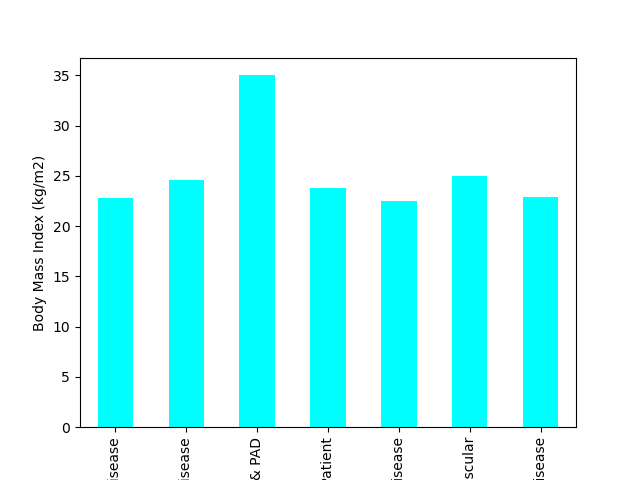 35
30
25
20
15
10
5
0
Body Mass Index (kg/m2)
isease
isease
& PAD
Patient
isease
scular
isease